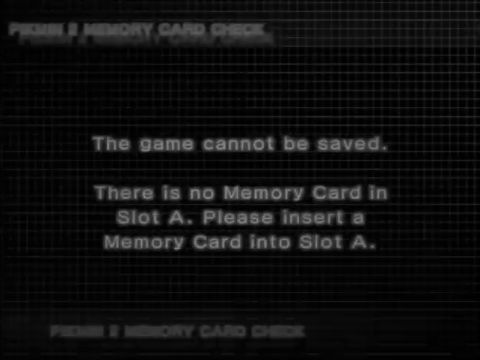 PIKMIN 2 MEMORY CARD CHECK
The game cannot be saved.
There is no Memory Card in
Slot A. Please insert a
Memory Card into Slot A.
PIKMIN 2 MEMORY CARD CHECK